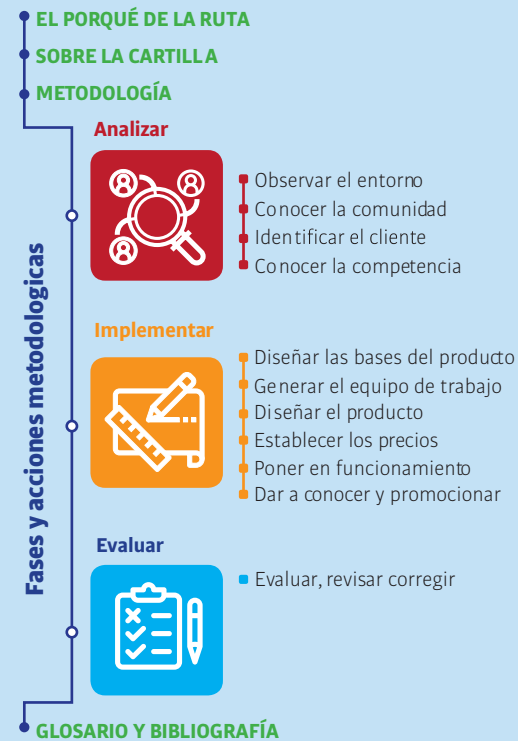 EL PORQUÉ DE LA RUTA
SOBRE LA CARTILLA
METODOLOGÍA
Fases y acciones metodologicas
Analizar
Observar el entorno
Conocer la comunidad
Identificar el cliente
Conocer la competencia
Implementar
Diseñar las bases del producto
Generar el equipo de trabajo
Diseñar el producto
Establecer los precios
Poner en funcionamiento
Dar a conocer y promocionar
Evaluar
Evaluar, revisar corregir
GLOSARIO Y BIBLIOGRAFÍA